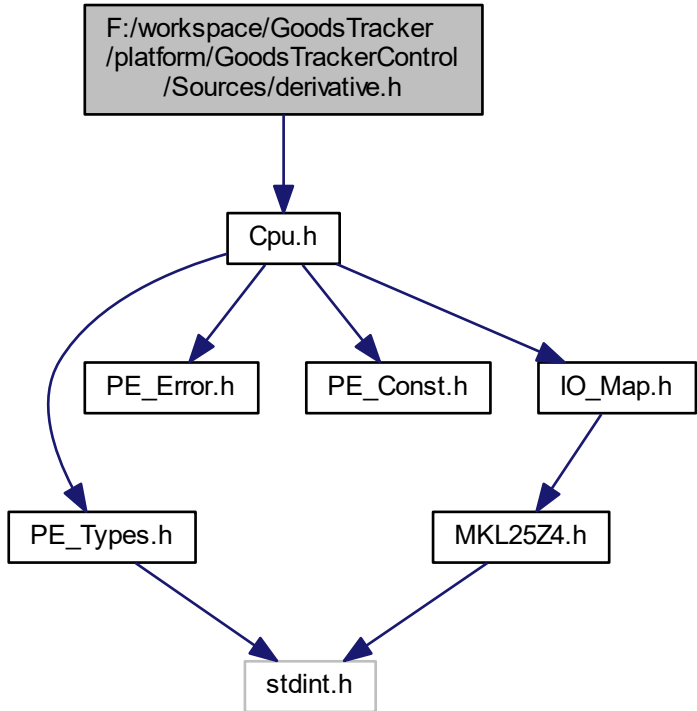 F:/workspace/GoodsTracker
/platform/GoodsTrackerControl
/Sources/derivative.h
Cpu.h
PE_Error.h
PE_Const.h
IO_Map.h
PE_Types.h
MKL25Z4.h
stdint.h